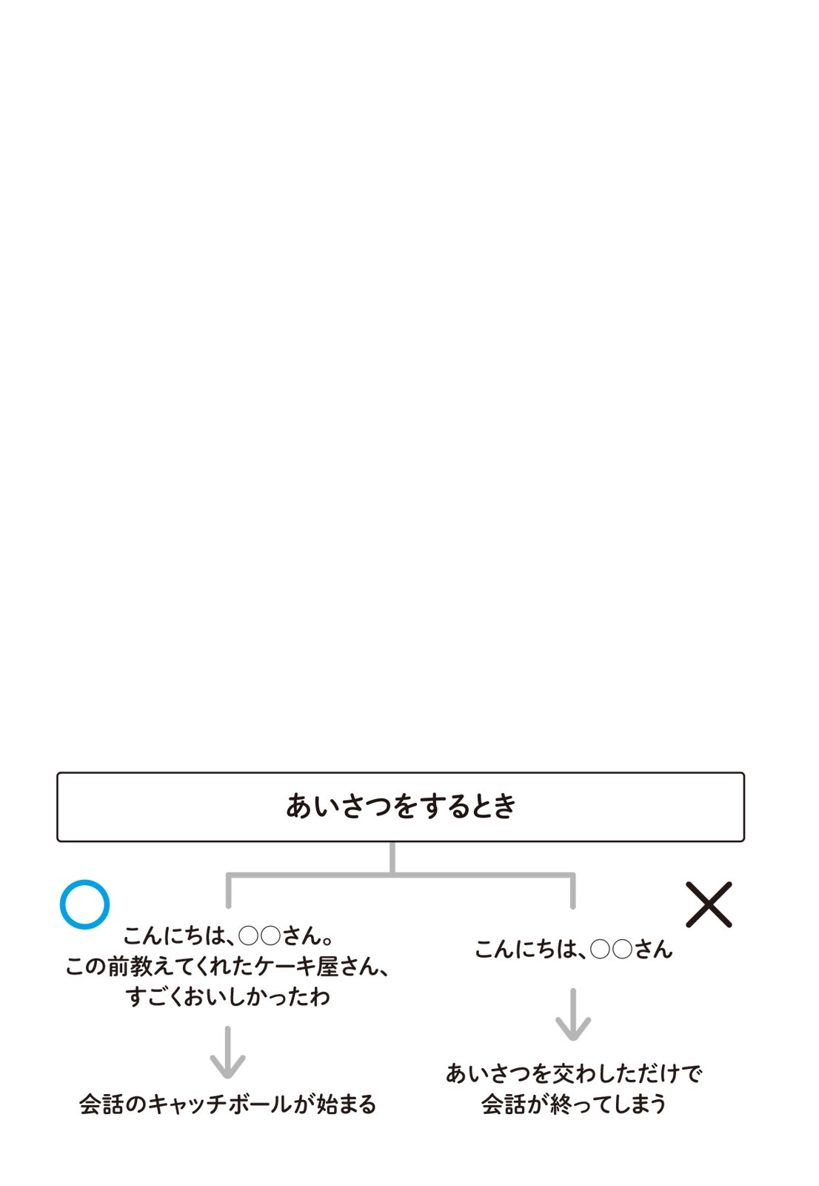 あいさつをするとき
こんにちは、○○さん。
この前教えてくれたケーキ屋さん、
すごくおいしかったわ
会話のキャッチボールが始まる
こんにちは、○○さん
あいさつを交わしただけで
会話が終ってしまう